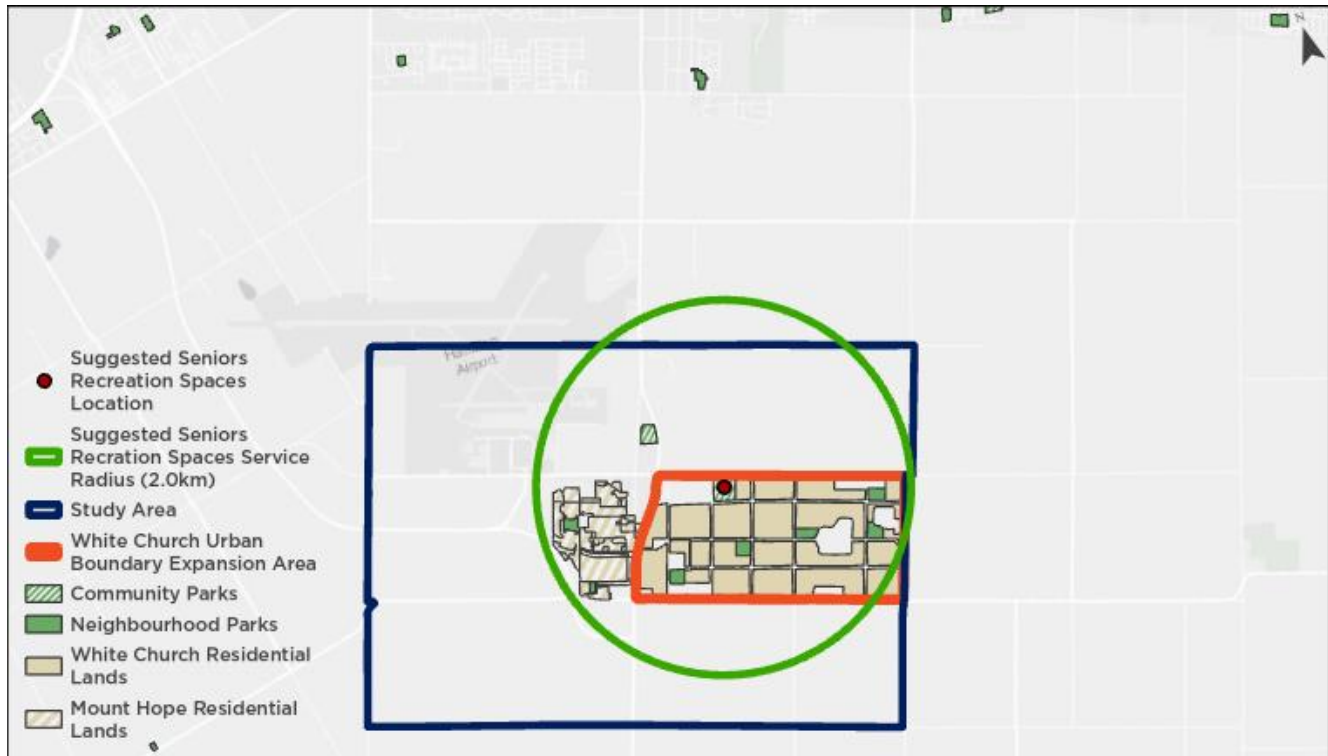 N
Airport
Suggested Seniors
Recreation Spaces
Location
Suggested Seniors
Recration Spaces Service
Radius (2.0km)
Study Area
White Church Urban
Boundary Expansion Area
Community Parks
Neighbourhood Parks
White Church Residential
Lands
Mount Hope Residential
Lands